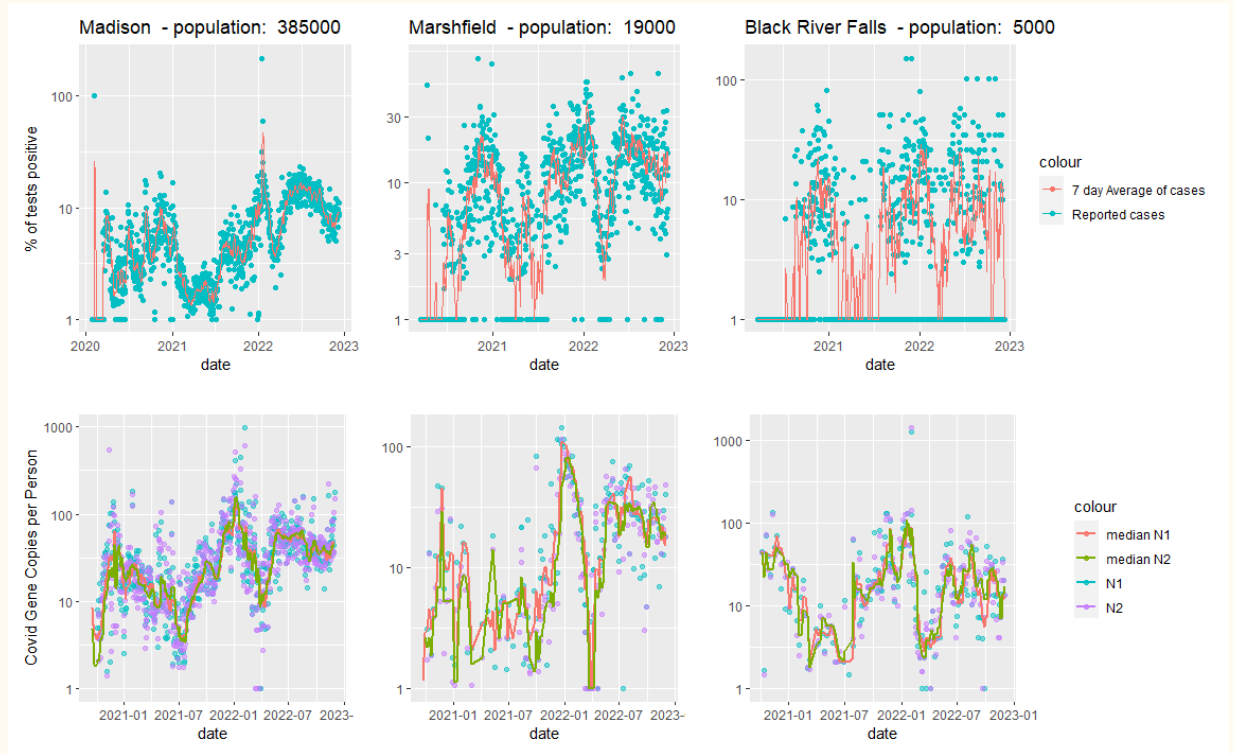 Madison - population: 385000
Marshfield - population: 19000
Black River Falls - population: 5000
% of tests positive
100
10
1
2020
2021
2022
2023
date
30
10
3
1
2021
2022
2023
date
100
10
1
2021
2022
2023
date
colour
7 day Average of cases
Reported cases
Covid Gene Copies per Person
1000
100
10
1
2021-01
2021-07
2022-01
2022-07
2023-
date
100
10
1
2021-01
2021-07
2022-01
2022-07
2023-
date
1000
100
10
1
2021-01
2021-07
2022-01
2022-07
2023-01
date
colour
median N1
median N2
N1
N2